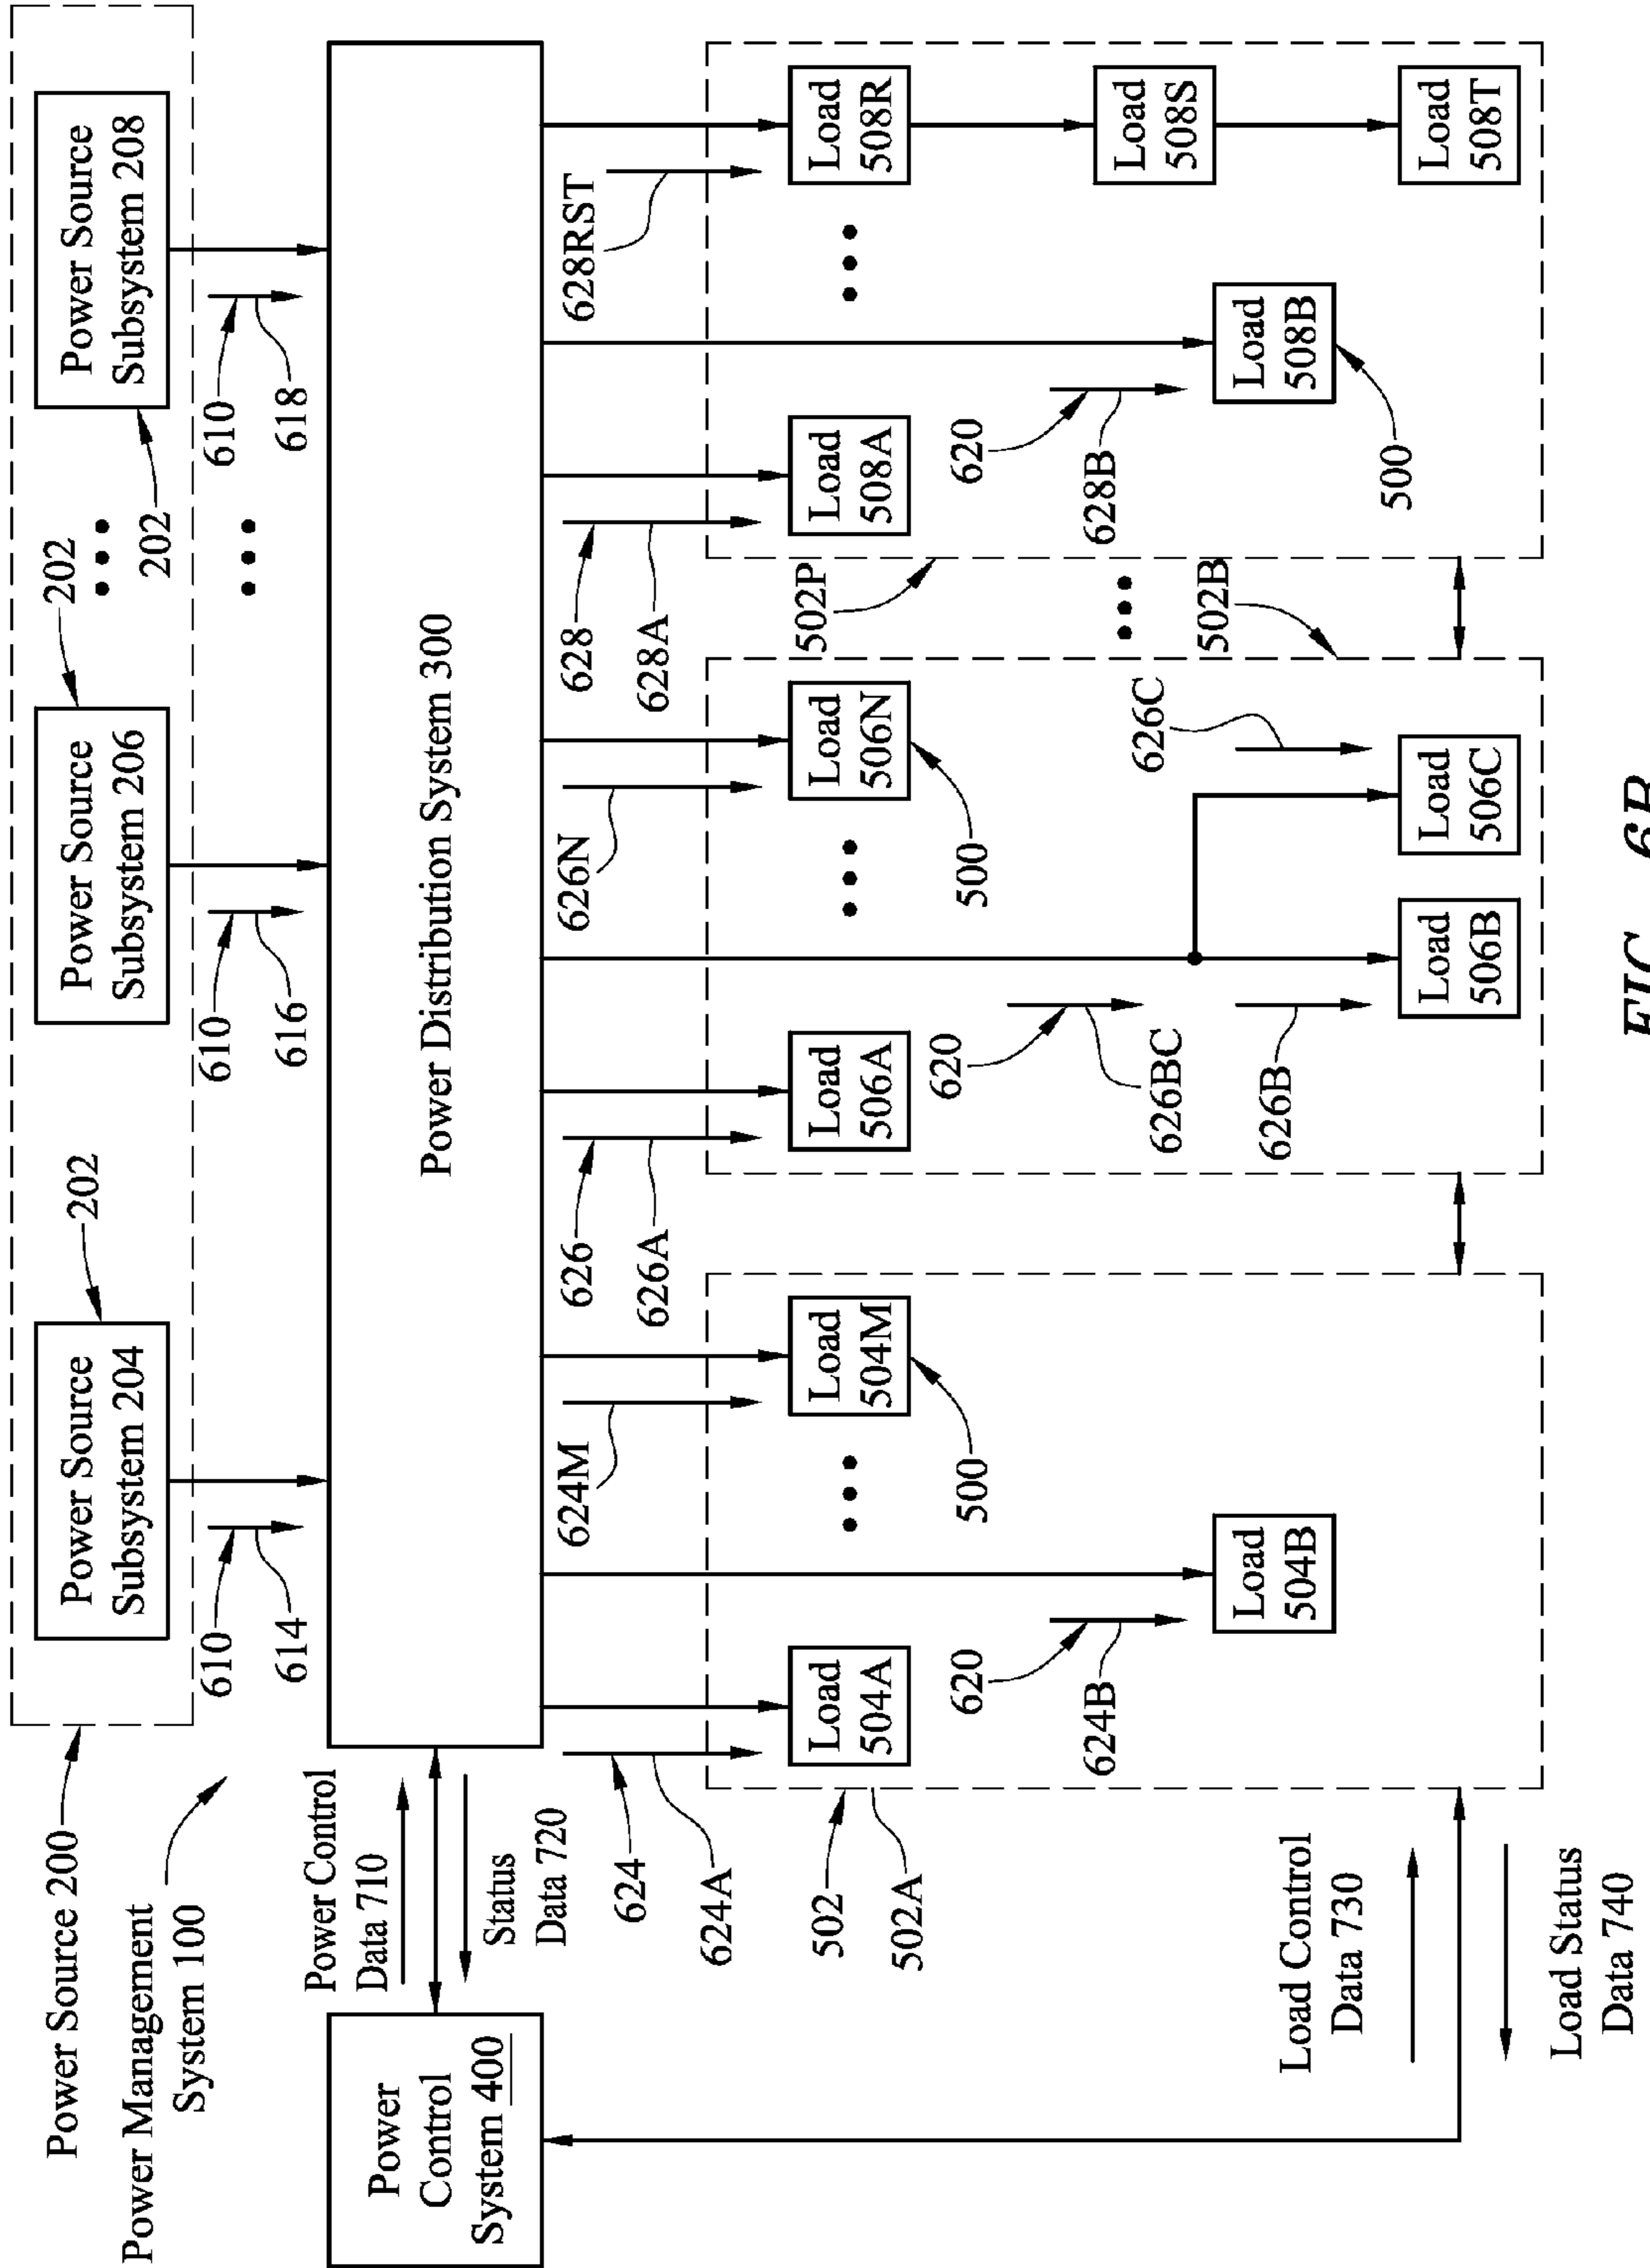 Power Source 200
Power Management
System 100
Power Source
Subsystem 204
202
Power Source
Subsystem 206
202
•••
Power Source
Subsystem 208
202
610
614
610
616
•••
610
618
Power
Control
System 400
Power Control
Data 710
Status
Data 720
Power Distribution System 300
624
624A
624M
626
626A
626N
628
628A
628RST
502
502A
Load
504A
•••
Load
504M
500
620
624B
Load
504B
Load
506A
•••
Load
506N
500
620
626BC
626B
626C
Load
506B
Load
506C
502P
•••
502B
Load
508A
•••
Load
508R
620
628B
Load
508B
500
Load
508S
Load
508T
Load Control
Data 730
Load Status
Data 740
FIG. 6B